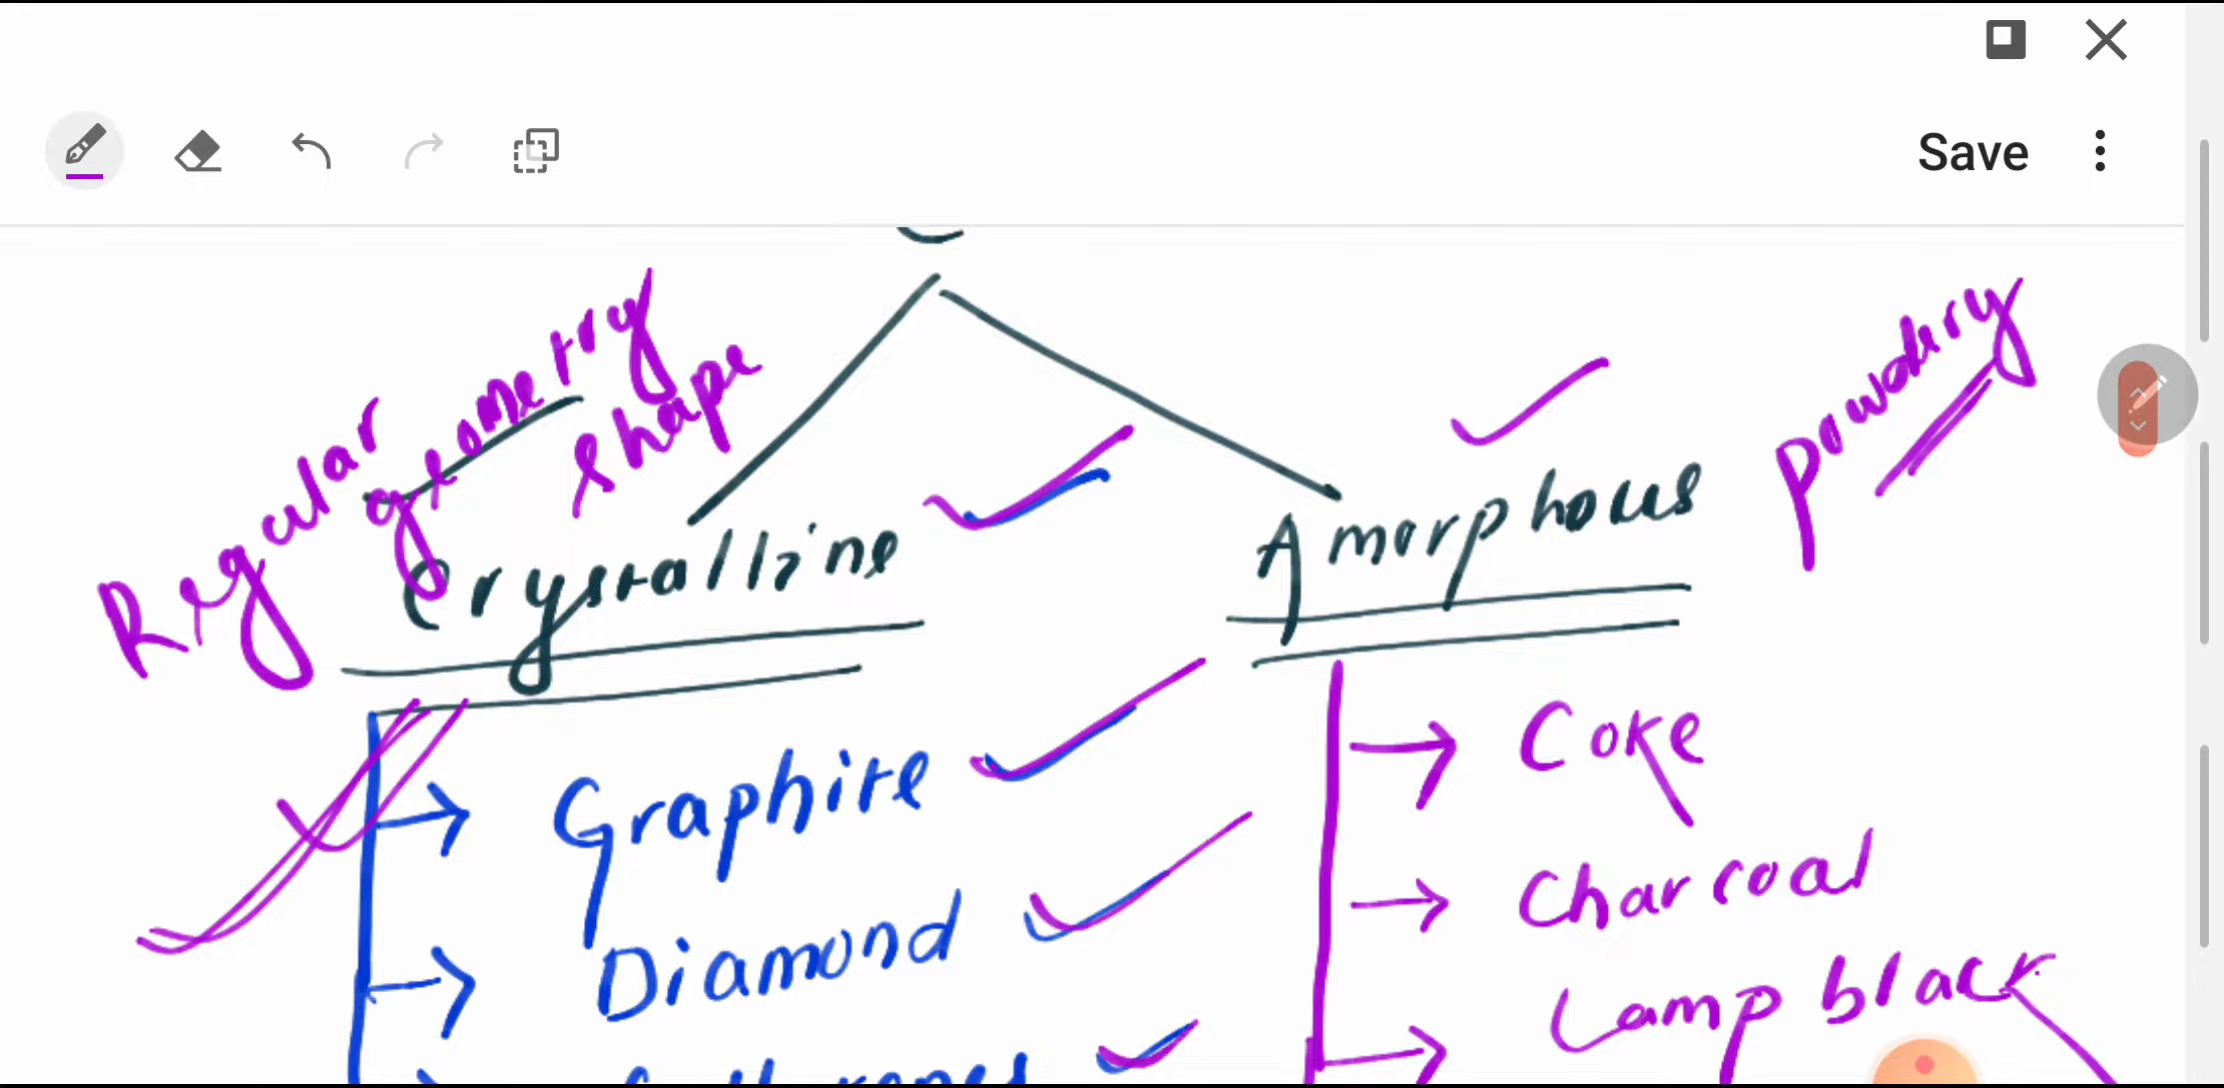 Save
Regular
geometry
shape
powdery
Crystalline
Amorphous
Graphite
Coke
Diamond
Charcoal
Lamp black